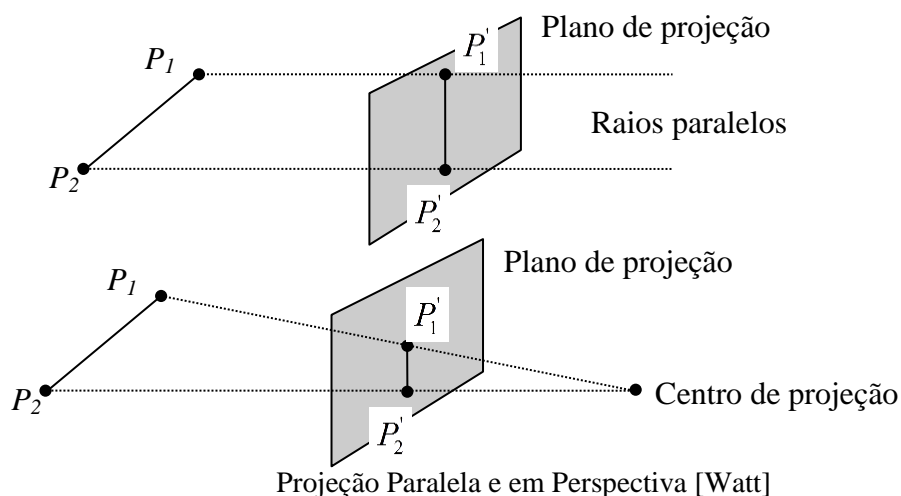 Plano de projeção
P₁
P'₁
Raios paralelos
P₂
P'₂
Plano de projeção
P₁
P'₁
P₂
Centro de projeção
P'₂
Projeção Paralela e em Perspectiva [Watt]